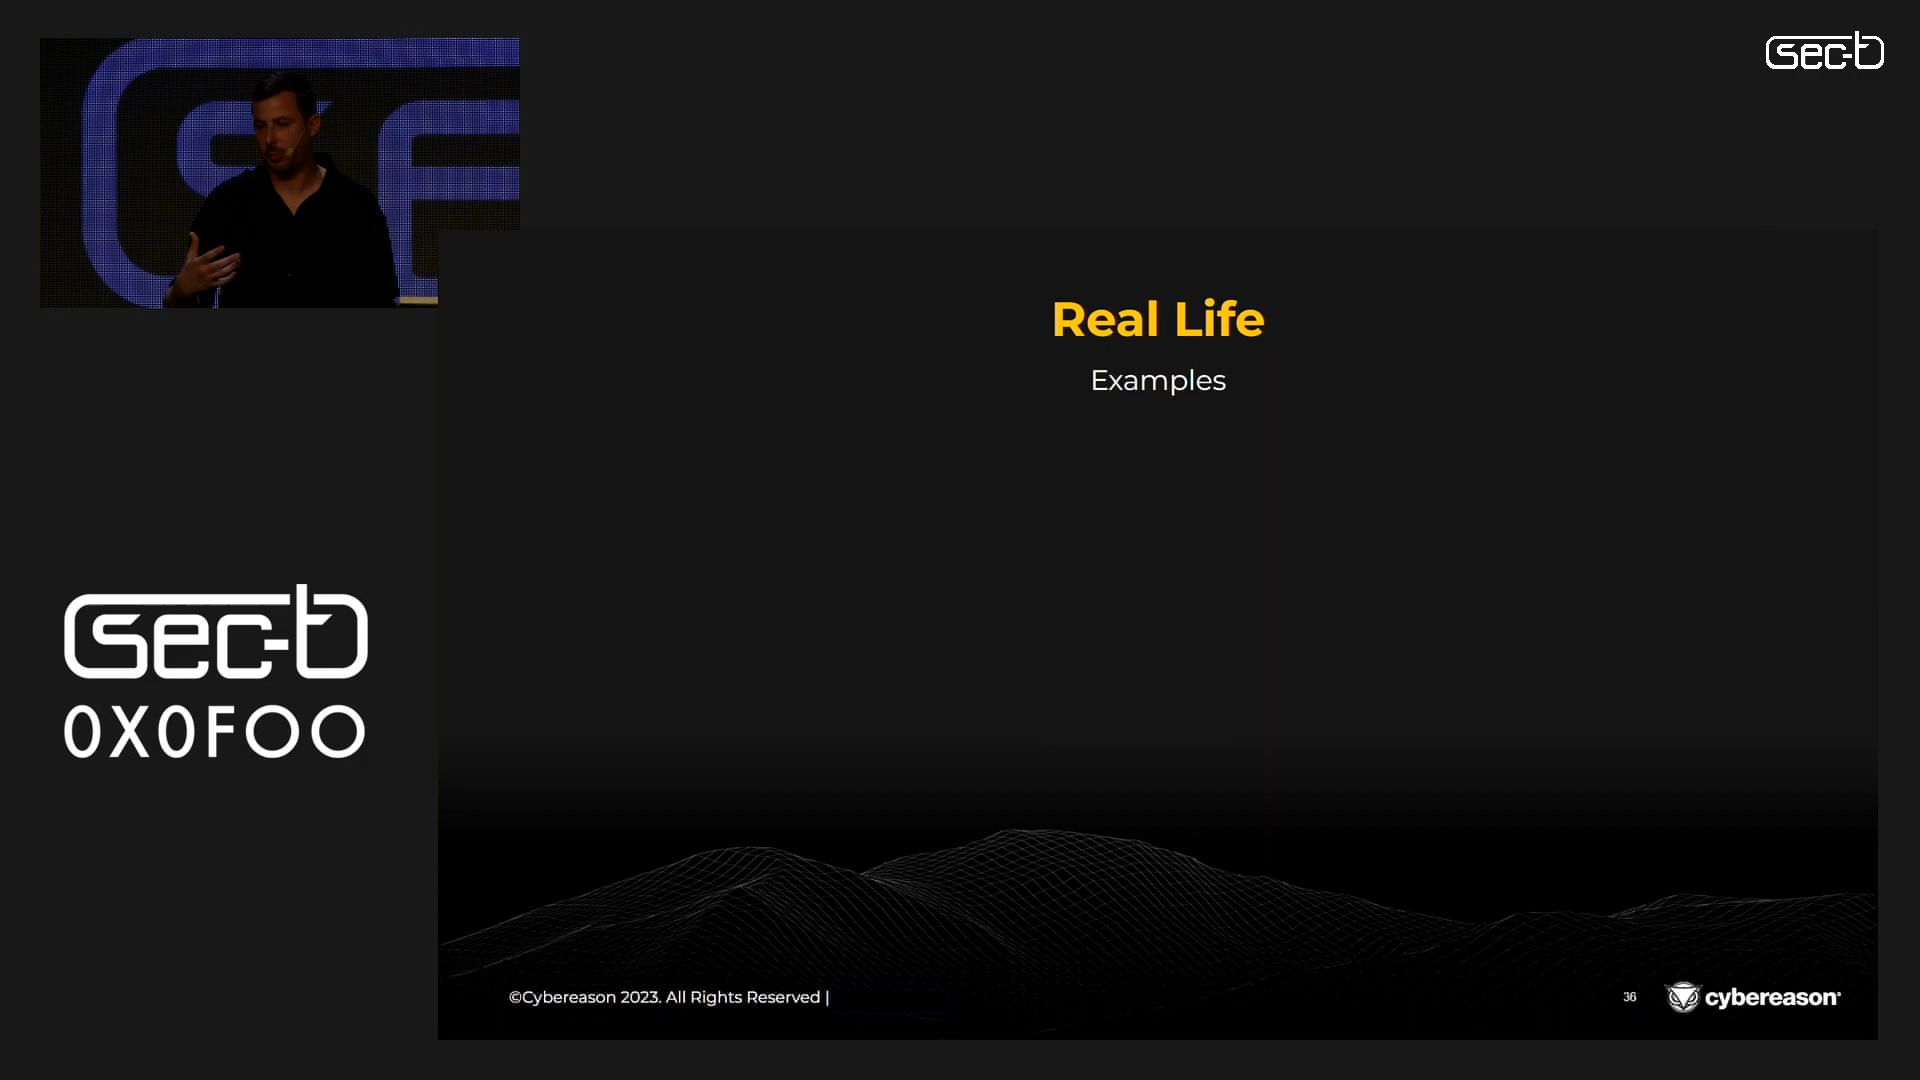 sec-t
Real Life
Examples
sec-t
0X0F00
©Cybereason 2023. All Rights Reserved |
36
cybereason